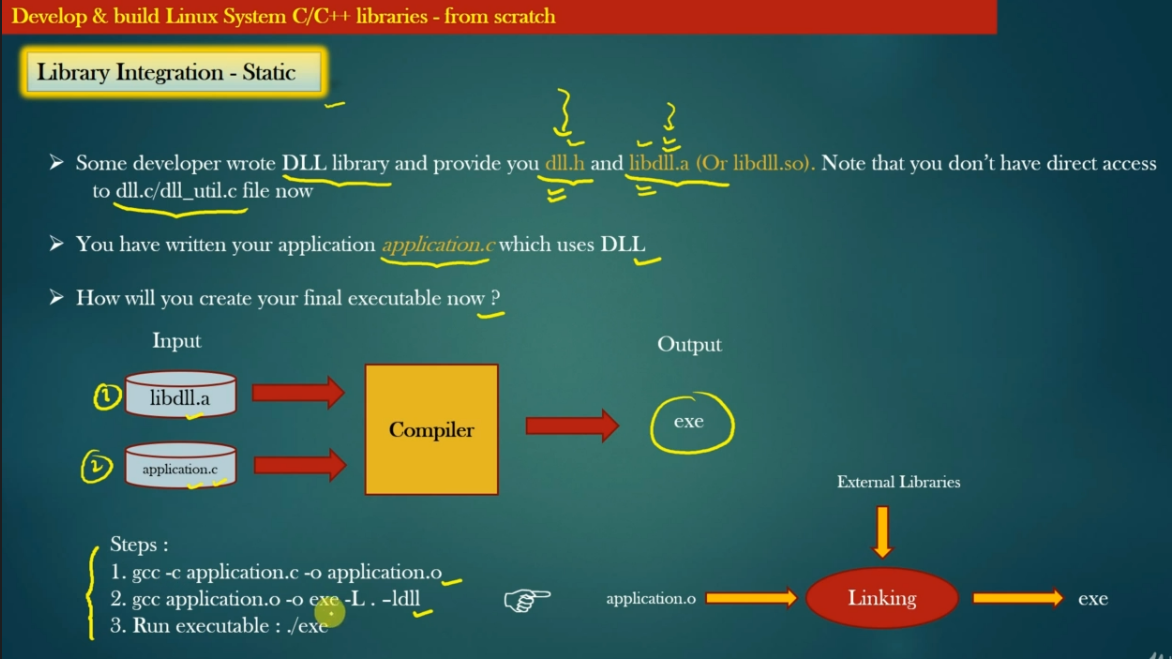 Develop & build Linux System C/C++ libraries - from scratch
Library Integration - Static
➤ Some developer wrote DLL library and provide you dll.h and libdll.a (Or libdll.so). Note that you don't have direct access
to dll.c/dll_util.c file now
➤ You have written your application application.c which uses DLL
➤ How will you create your final executable now ?
Input
Output
1
libdll.a
Compiler
exe
2
application.c
External Libraries
Steps :
1. gcc -c application.c -o application.o
2. gcc application.o -o exe -L . –ldll
3. Run executable : ./exe
application.o
Linking
exe